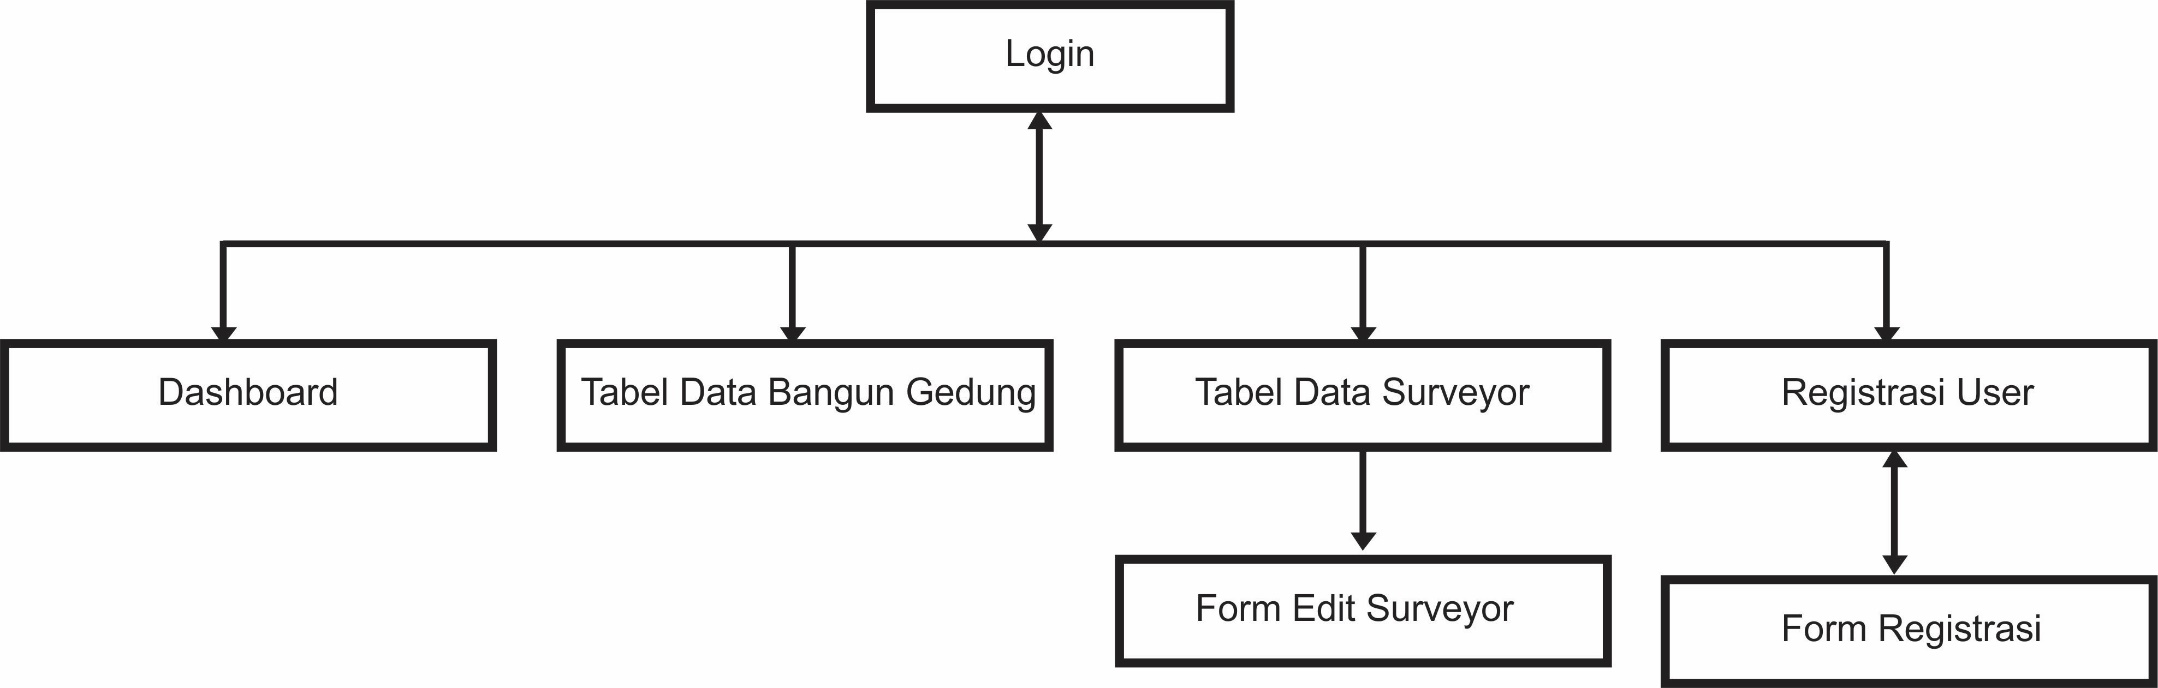 Login
Dashboard
Tabel Data Bangun Gedung
Tabel Data Surveyor
Registrasi User
Form Edit Surveyor
Form Registrasi